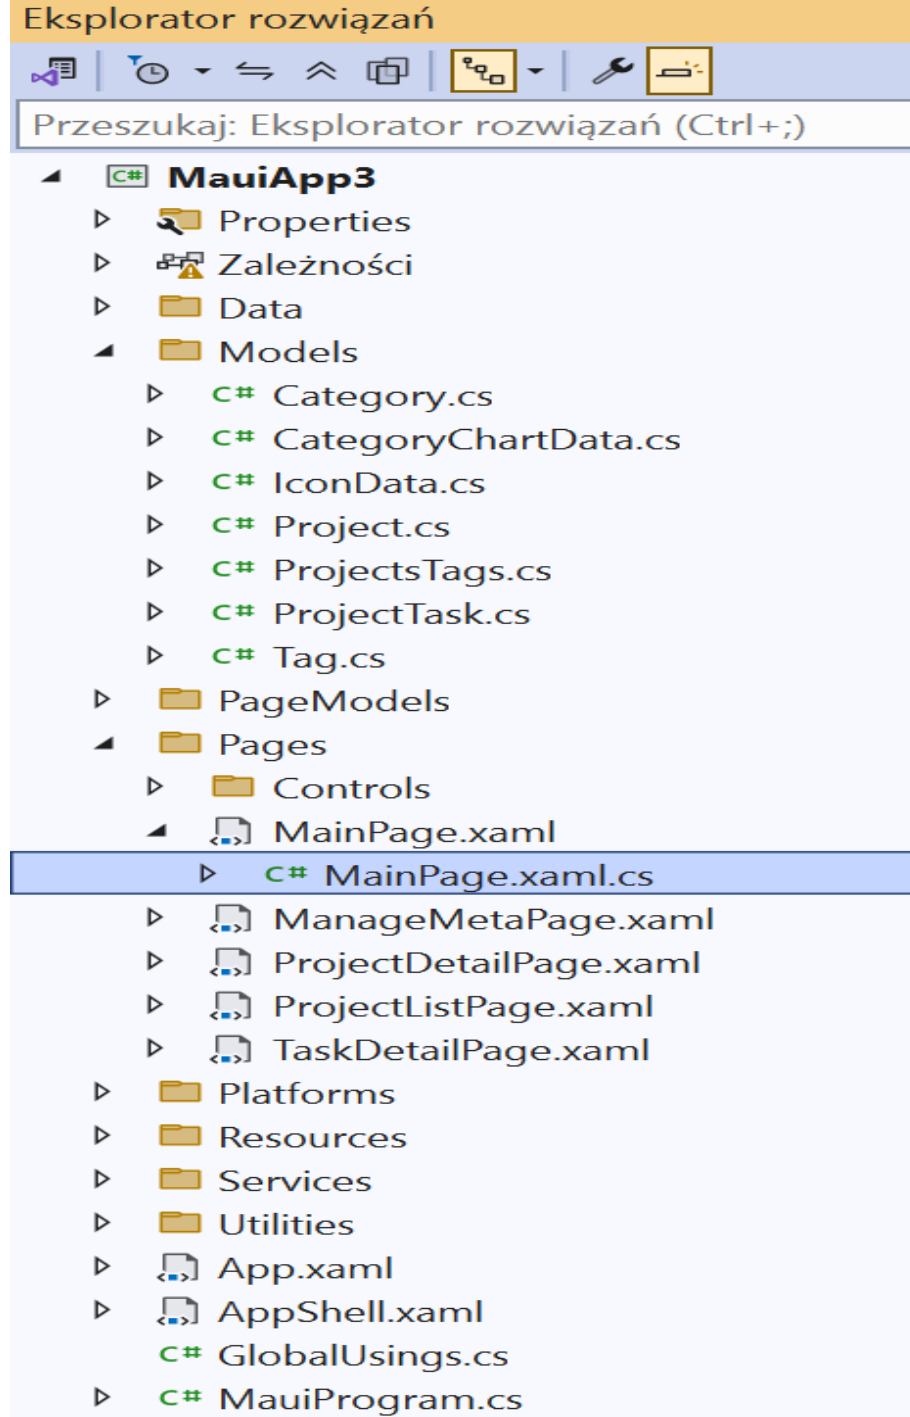 Eksplorator rozwiązań
Przeszukaj: Eksplorator rozwiązań (Ctrl+;)
C# MauiApp3
Properties
Zależności
Data
Models
C# Category.cs
C# CategoryChartData.cs
C# IconData.cs
C# Project.cs
C# ProjectsTags.cs
C# ProjectTask.cs
C# Tag.cs
PageModels
Pages
Controls
MainPage.xaml
C# MainPage.xaml.cs
ManageMetaPage.xaml
ProjectDetailPage.xaml
ProjectListPage.xaml
TaskDetailPage.xaml
Platforms
Resources
Services
Utilities
App.xaml
AppShell.xaml
C# GlobalUsings.cs
C# MauiProgram.cs